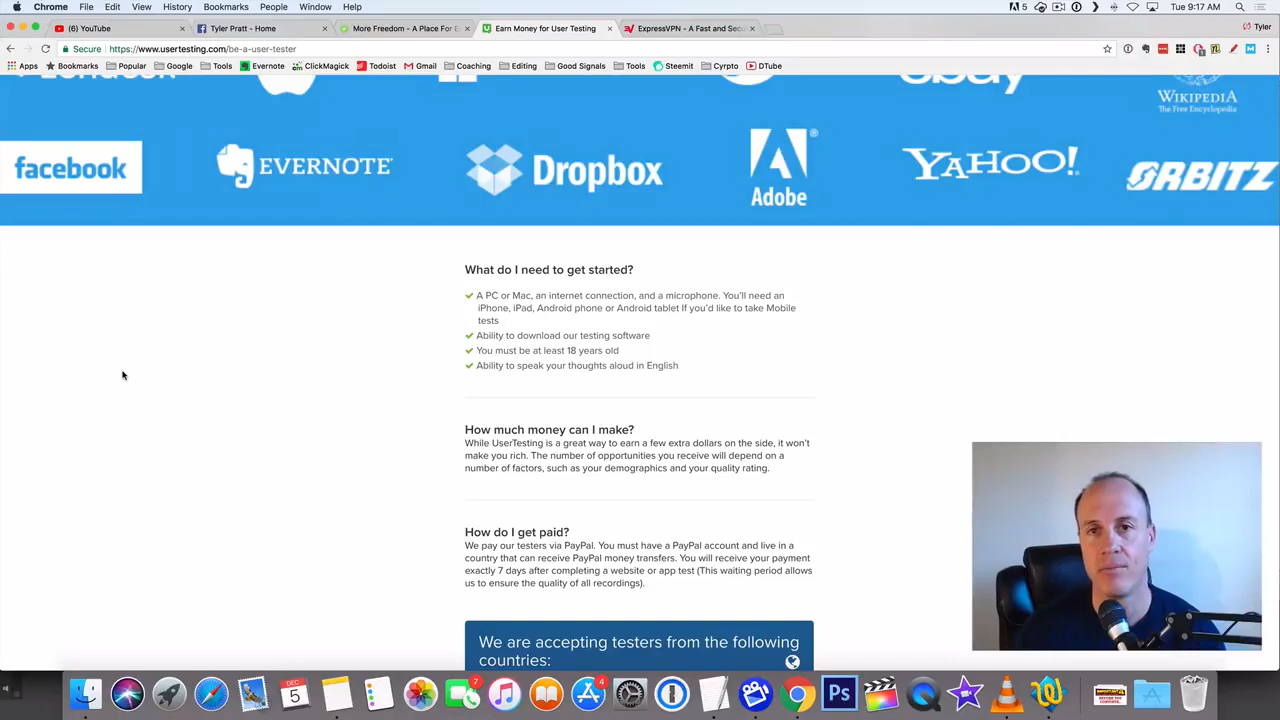 Chrome File Edit View History Bookmarks People Window Help
5 Tue 9:17 AM
(6) YouTube
Tyler Pratt - Home
More Freedom - A Place For E
Earn Money for User Testing
ExpressVPN - A Fast and Secu
Tyler
Secure https://www.usertesting.com/be-a-user-tester
Apps Bookmarks Popular Google Tools Evernote ClickMagick Todoist Gmail Coaching Editing Good Signals Tools Steemit Cyrpto DTube
ebay
WIKIPEDIA
The Free Encyclopedia
facebook
EVERNOTE
Dropbox
Adobe
YAHOO!
ORBITZ
What do I need to get started?
A PC or Mac, an internet connection, and a microphone. You'll need an
iPhone, iPad, Android phone or Android tablet If you'd like to take Mobile
tests
Ability to download our testing software
You must be at least 18 years old
Ability to speak your thoughts aloud in English
How much money can I make?
While UserTesting is a great way to earn a few extra dollars on the side, it won't
make you rich. The number of opportunities you receive will depend on a
number of factors, such as your demographics and your quality rating.
How do I get paid?
We pay our testers via PayPal. You must have a PayPal account and live in a
country that can receive PayPal money transfers. You will receive your payment
exactly 7 days after completing a website or app test (This waiting period allows
us to ensure the quality of all recordings).
We are accepting testers from the following
countries:
DEC
5
7
4
Ps